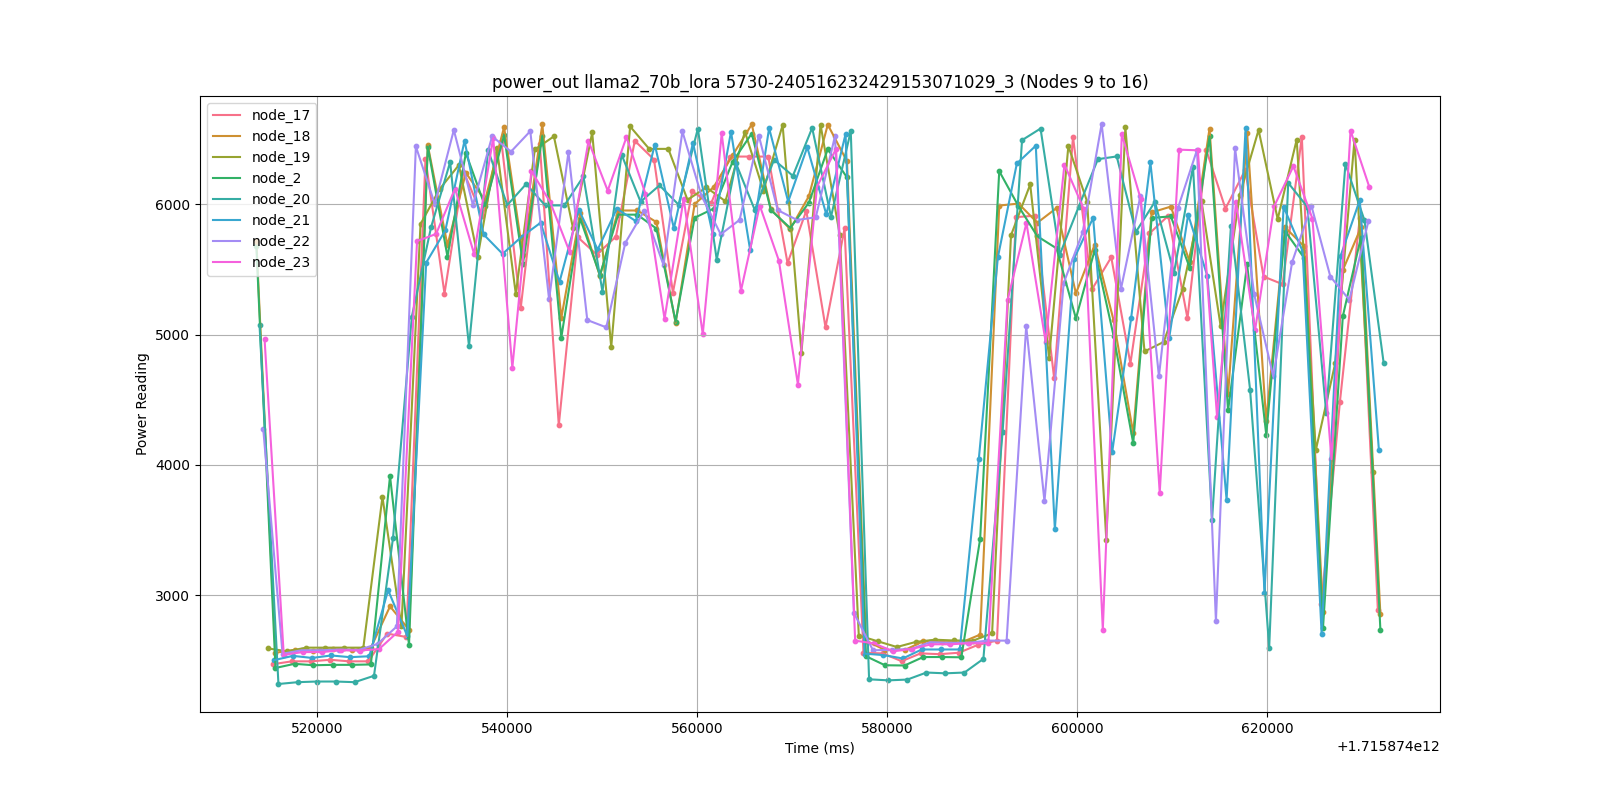 power_out llama2_70b_lora 5730-240516232429153071029_3 (Nodes 9 to 16)
node_17
node_18
node_19
node_2
node_20
node_21
node_22
node_23
Power Reading
6000
5000
4000
3000
520000 540000 560000 580000 600000 620000
Time (ms)
+1.715874e12